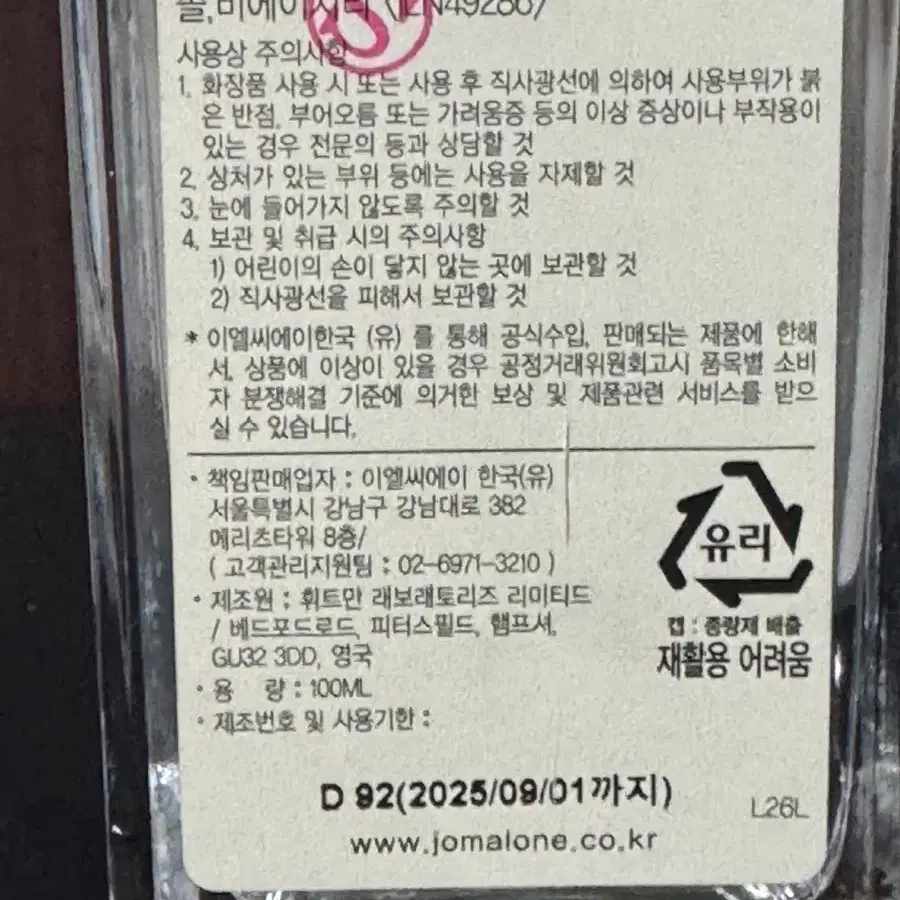 사용상 주의사항
1. 화장품 사용 시 또는 사용 후 직사광선에 의하여 사용부위가 붉
은 반점, 부어오름 또는 가려움증 등의 이상 증상이나 부작용이
있는 경우 전문의 등과 상담할 것
2. 상처가 있는 부위 등에는 사용을 자제할 것
3. 눈에 들어가지 않도록 주의할 것
4. 보관 및 취급 시의 주의사항
1) 어린이의 손이 닿지 않는 곳에 보관할 것
2) 직사광선을 피해서 보관할 것
* 이엘씨에이한국 (유) 를 통해 공식수입, 판매되는 제품에 한해
서, 상품에 이상이 있을 경우 공정거래위원회고시 품목별 소비
자 분쟁해결 기준에 의거한 보상 및 제품관련 서비스를 받으
실 수 있습니다.
• 책임판매업자 : 이엘씨에이 한국(유)
서울특별시 강남구 강남대로 382
메리츠타워 8층/
( 고객관리지원팀 : 02-6971-3210 )
• 제조원 : 휘트만 래보래토리즈 리미티드
/ 베드포드로드, 피터스필드, 햄프셔,
GU32 3DD, 영국
• 용 량 : 100ML
• 제조번호 및 사용기한 :
유리
캡 : 종량제 배출
재활용 어려움
D 92(2025/09/01까지)
L26L
www.jomalone.co.kr